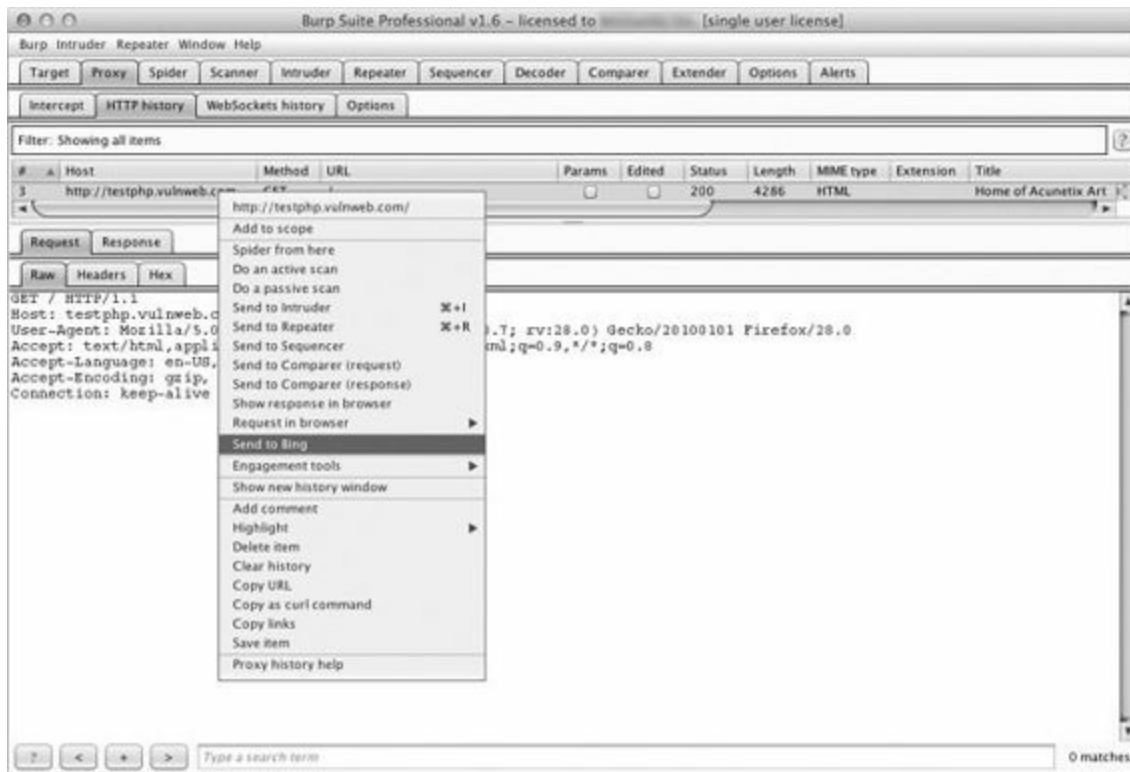 Burp Suite Professional v1.6 – licensed to [single user license]
Burp Intruder Repeater Window Help
Target Proxy Spider Scanner Intruder Repeater Sequencer Decoder Comparer Extender Options Alerts
Intercept HTTP history WebSockets history Options
Filter: Showing all items ?
# Host Method URL Params Edited Status Length MIME type Extension Title
3 http://testphp.vulnweb.com GET / 200 4286 HTML Home of Acunetix Art
http://testphp.vulnweb.com/
Add to scope
Spider from here
Do an active scan
Do a passive scan
Send to Intruder ⌘+I
Send to Repeater ⌘+R
Send to Sequencer
Send to Comparer (request)
Send to Comparer (response)
Show response in browser
Request in browser
Send to Bing
Engagement tools
Show new history window
Add comment
Highlight
Delete item
Clear history
Copy URL
Copy as curl command
Copy links
Save item
Proxy history help
Request Response
Raw Headers Hex
GET / HTTP/1.1
Host: testphp.vulnweb.c
User-Agent: Mozilla/5.0 .7; rv:28.0) Gecko/20100101 Firefox/28.0
Accept: text/html,appli ml;q=0.9,*/*;q=0.8
Accept-Language: en-US,
Accept-Encoding: gzip,
Connection: keep-alive
? < + > Type a search term 0 matches